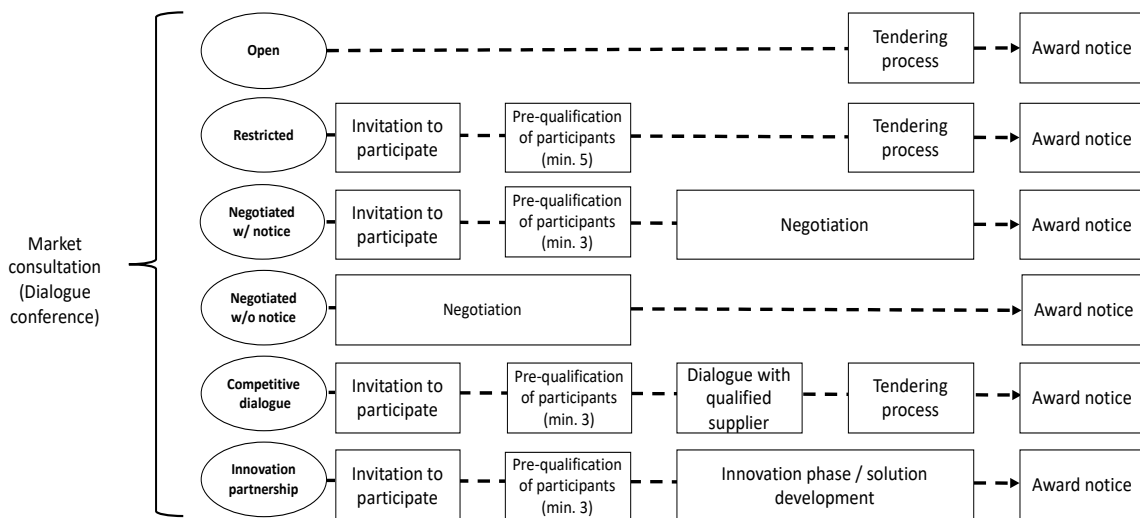 Market
consultation
(Dialogue
conference)
Open
Tendering
process
Award notice
Restricted
Invitation to
participate
Pre-qualification
of participants
(min. 5)
Tendering
process
Award notice
Negotiated
w/ notice
Invitation to
participate
Pre-qualification
of participants
(min. 3)
Negotiation
Award notice
Negotiated
w/o notice
Negotiation
Award notice
Competitive
dialogue
Invitation to
participate
Pre-qualification
of participants
(min. 3)
Dialogue with
qualified
supplier
Tendering
process
Award notice
Innovation
partnership
Invitation to
participate
Pre-qualification
of participants
(min. 3)
Innovation phase / solution
development
Award notice